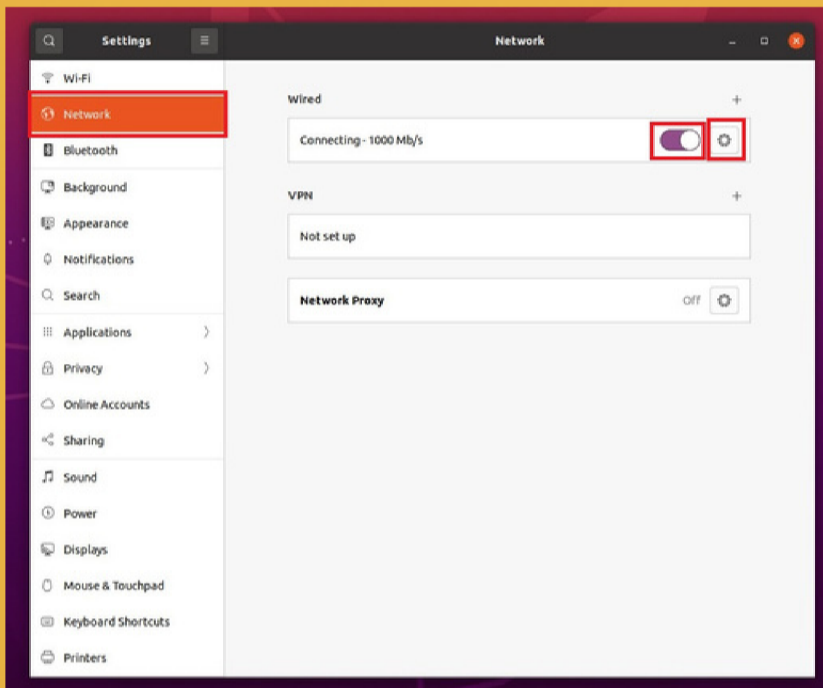 Settings
Network
Wi-Fi
Network
Bluetooth
Background
Appearance
Notifications
Search
Applications
Privacy
Online Accounts
Sharing
Sound
Power
Displays
Mouse & Touchpad
Keyboard Shortcuts
Printers
Wired
Connecting - 1000 Mb/s
VPN
Not set up
Network Proxy Off